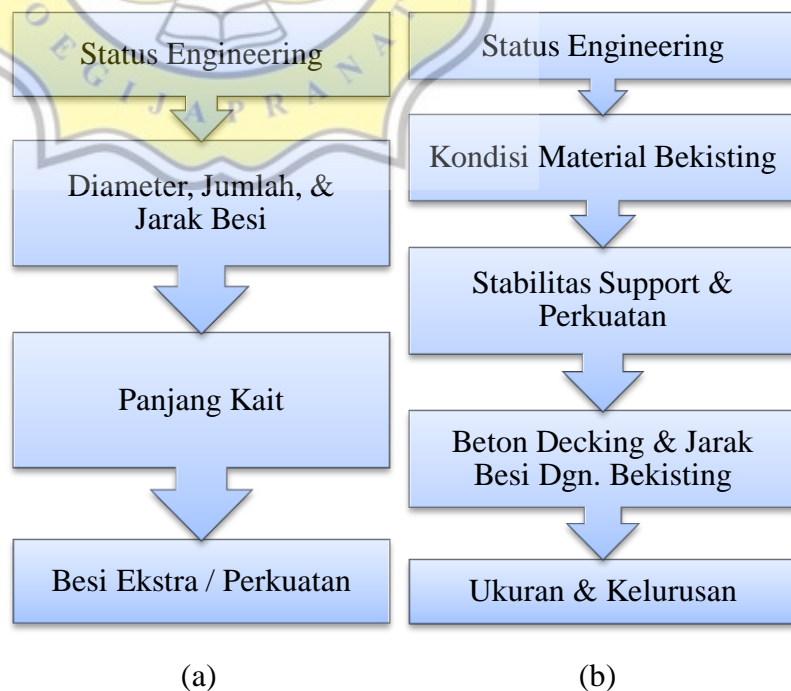 OEGIJAPRANAT
Status Engineering
Diameter, Jumlah, &
Jarak Besi
Panjang Kait
Besi Ekstra / Perkuatan
(a)
Status Engineering
Kondisi Material Bekisting
Stabilitas Support &
Perkuatan
Beton Decking & Jarak
Besi Dgn. Bekisting
Ukuran & Kelurusan
(b)